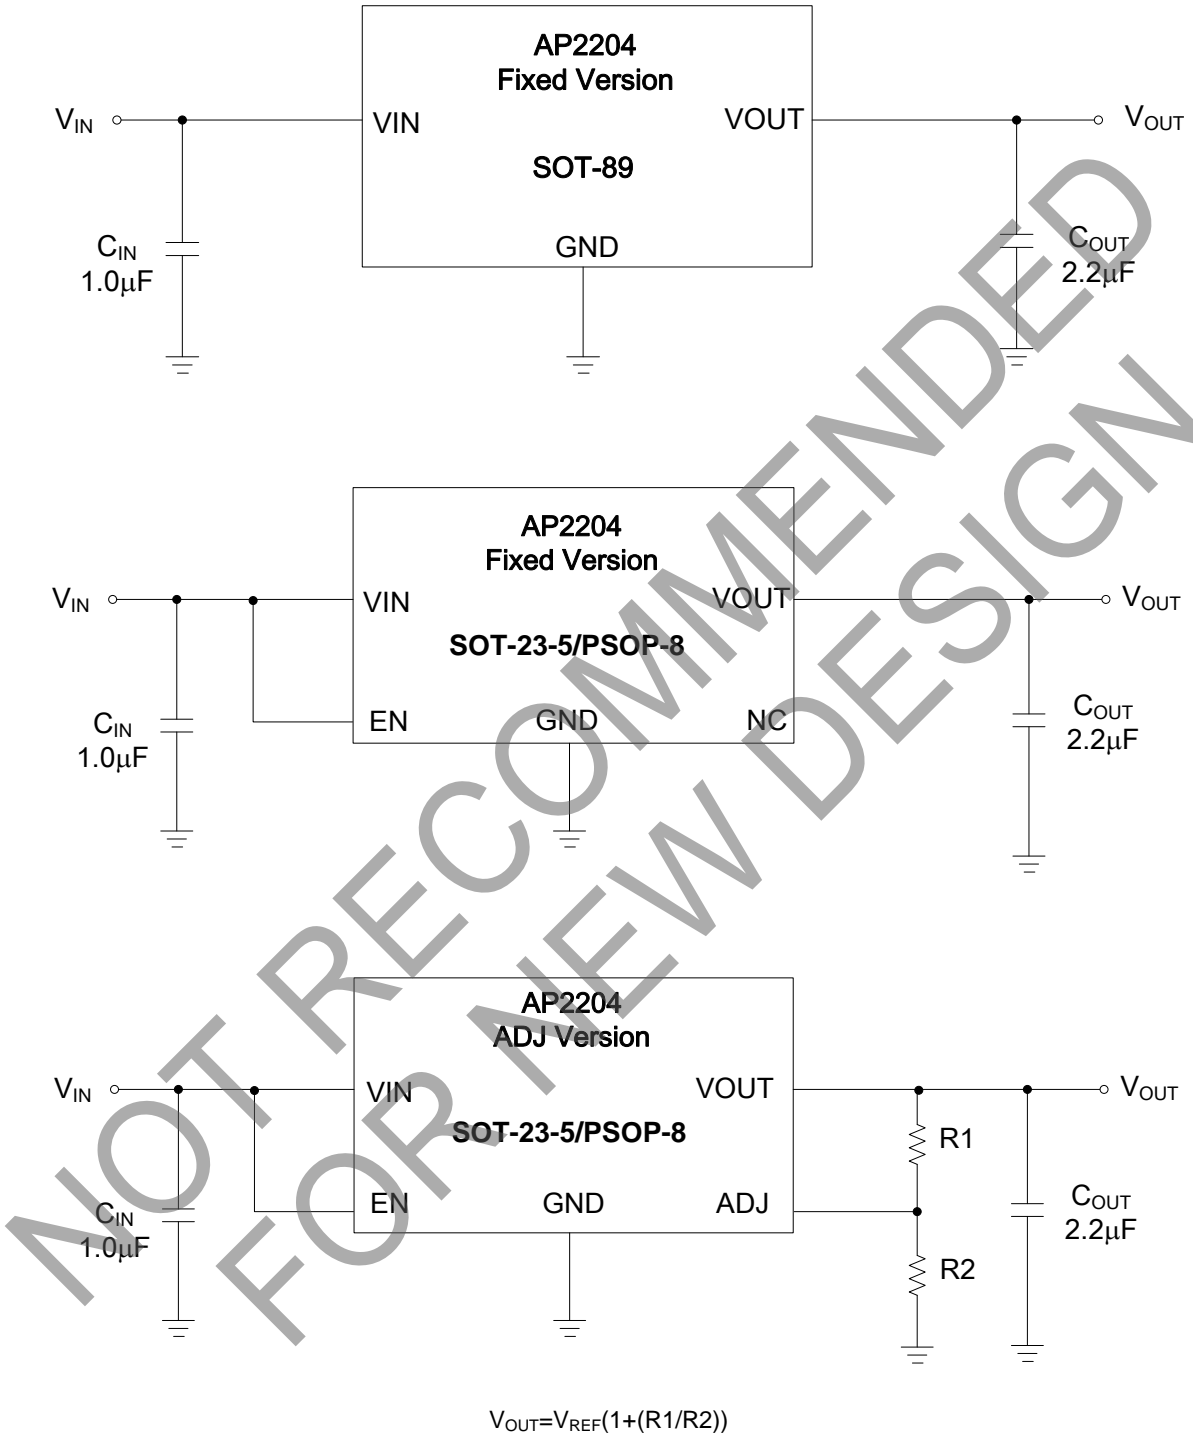 AP2204
Fixed Version
V_IN
VIN
VOUT
V_OUT
SOT-89
C_IN
1.0μF
GND
C_OUT
2.2μF
AP2204
Fixed Version
V_IN
VIN
VOUT
V_OUT
SOT-23-5/PSOP-8
C_IN
1.0μF
EN
GND
NC
C_OUT
2.2μF
AP2204
ADJ Version
V_IN
VIN
VOUT
V_OUT
SOT-23-5/PSOP-8
R1
C_IN
1.0μF
EN
GND
ADJ
C_OUT
2.2μF
R2
V_OUT=V_REF(1+(R1/R2))
NOT RECOMMENDED
FOR NEW DESIGN